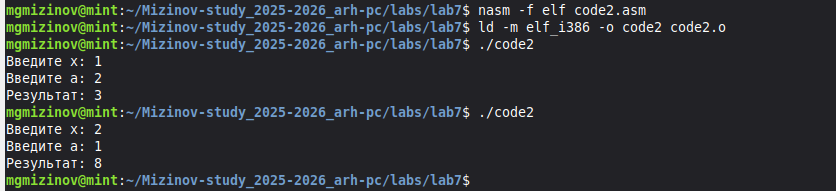 mgmizinov@mint:~/Mizinov-study_2025-2026_arh-pc/labs/lab7$ nasm -f elf code2.asm
mgmizinov@mint:~/Mizinov-study_2025-2026_arh-pc/labs/lab7$ ld -m elf_i386 -o code2 code2.o
mgmizinov@mint:~/Mizinov-study_2025-2026_arh-pc/labs/lab7$ ./code2
Введите x: 1
Введите a: 2
Результат: 3
mgmizinov@mint:~/Mizinov-study_2025-2026_arh-pc/labs/lab7$ ./code2
Введите x: 2
Введите a: 1
Результат: 8
mgmizinov@mint:~/Mizinov-study_2025-2026_arh-pc/labs/lab7$